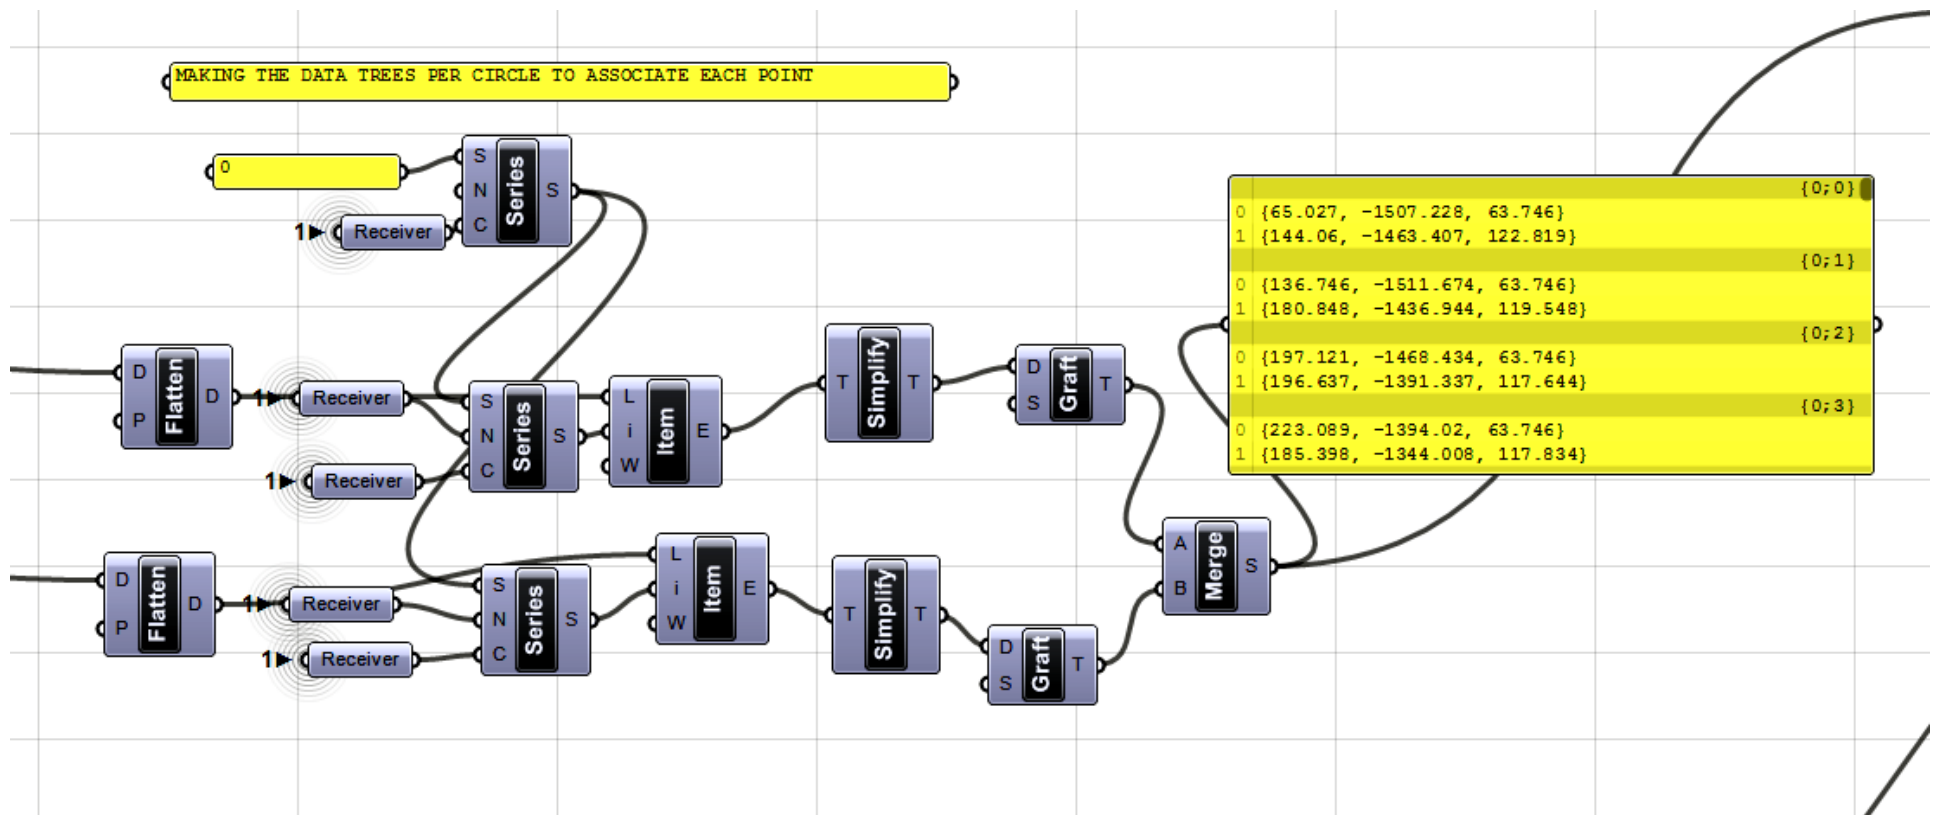 MAKING THE DATA TREES PER CIRCLE TO ASSOCIATE EACH POINT
0
S
N
C
Series
S
1
Receiver
{0;0}
0 {65.027, -1507.228, 63.746}
1 {144.06, -1463.407, 122.819}
{0;1}
0 {136.746, -1511.674, 63.746}
1 {180.848, -1436.944, 119.548}
{0;2}
0 {197.121, -1468.434, 63.746}
1 {196.637, -1391.337, 117.644}
{0;3}
0 {223.089, -1394.02, 63.746}
1 {185.398, -1344.008, 117.834}
D
P
Flatten
D
1
Receiver
1
Receiver
S
N
C
Series
S
L
i
W
Item
E
T
Simplify
T
D
S
Graft
T
D
P
Flatten
D
1
Receiver
1
Receiver
S
N
C
Series
S
L
i
W
Item
E
T
Simplify
T
D
S
Graft
T
A
B
Merge
S